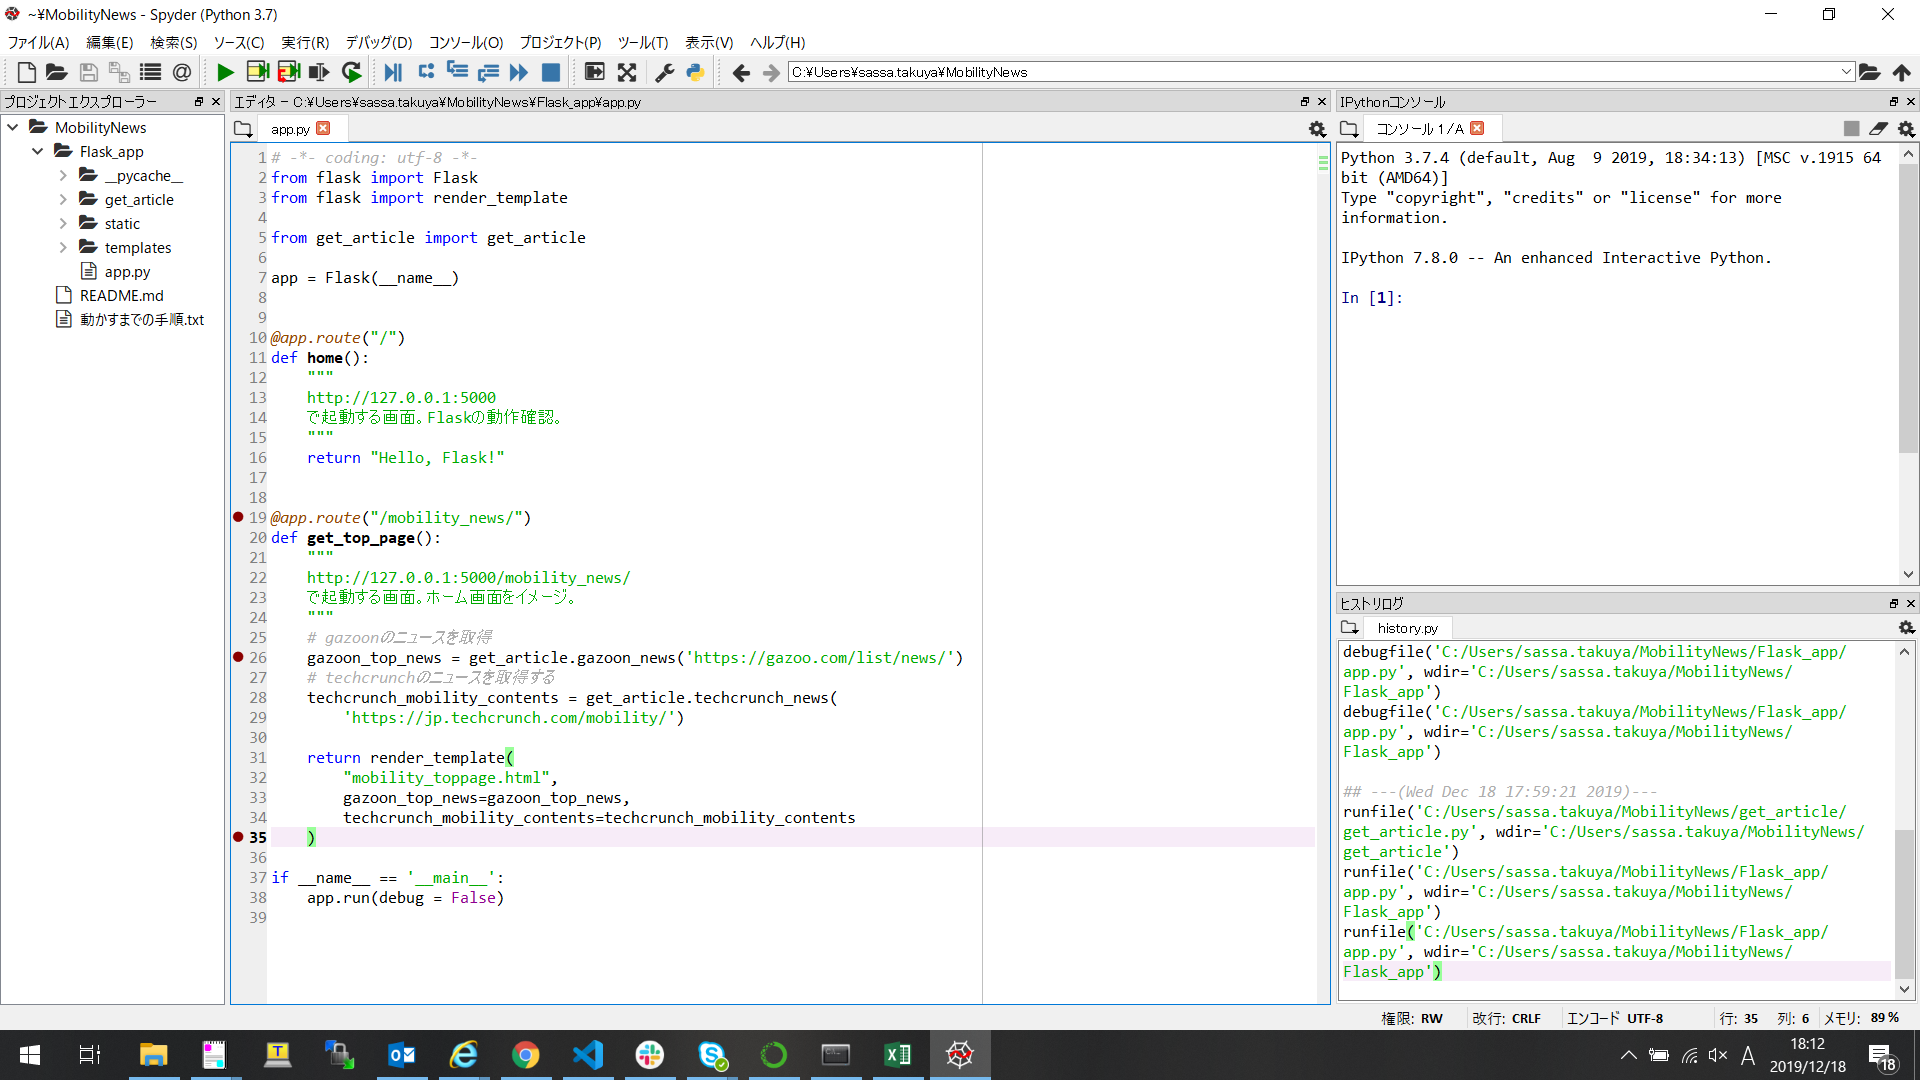 ~¥MobilityNews - Spyder (Python 3.7)
ファイル(A) 編集(E) 検索(S) ソース(C) 実行(R) デバッグ(D) コンソール(O) プロジェクト(P) ツール(T) 表示(V) ヘルプ(H)
C:¥Users¥sassa.takuya¥MobilityNews
プロジェクトエクスプローラー
MobilityNews
Flask_app
__pycache__
get_article
static
templates
app.py
README.md
動かすまでの手順.txt
エディタ - C:¥Users¥sassa.takuya¥MobilityNews¥Flask_app¥app.py
app.py
1 # -*- coding: utf-8 -*-
2 from flask import Flask
3 from flask import render_template
4
5 from get_article import get_article
6
7 app = Flask(__name__)
8
9
10 @app.route("/")
11 def home():
12     """
13     http://127.0.0.1:5000
14     で起動する画面。Flaskの動作確認。
15     """
16     return "Hello, Flask!"
17
18
19 @app.route("/mobility_news/")
20 def get_top_page():
21     """
22     http://127.0.0.1:5000/mobility_news/
23     で起動する画面。ホーム画面をイメージ。
24     """
25     # gazoonのニュースを取得
26     gazoon_top_news = get_article.gazoon_news('https://gazoo.com/list/news/')
27     # techcrunchのニュースを取得する
28     techcrunch_mobility_contents = get_article.techcrunch_news(
29         'https://jp.techcrunch.com/mobility/')
30
31     return render_template(
32         "mobility_toppage.html",
33         gazoon_top_news=gazoon_top_news,
34         techcrunch_mobility_contents=techcrunch_mobility_contents
35     )
36
37 if __name__ == '__main__':
38     app.run(debug = False)
39
IPythonコンソール
コンソール 1/A
Python 3.7.4 (default, Aug  9 2019, 18:34:13) [MSC v.1915 64
bit (AMD64)]
Type "copyright", "credits" or "license" for more
information.
IPython 7.8.0 -- An enhanced Interactive Python.
In [1]:
ヒストリログ
history.py
debugfile('C:/Users/sassa.takuya/MobilityNews/Flask_app/
app.py', wdir='C:/Users/sassa.takuya/MobilityNews/
Flask_app')
debugfile('C:/Users/sassa.takuya/MobilityNews/Flask_app/
app.py', wdir='C:/Users/sassa.takuya/MobilityNews/
Flask_app')
## ---(Wed Dec 18 17:59:21 2019)---
runfile('C:/Users/sassa.takuya/MobilityNews/get_article/
get_article.py', wdir='C:/Users/sassa.takuya/MobilityNews/
get_article')
runfile('C:/Users/sassa.takuya/MobilityNews/Flask_app/
app.py', wdir='C:/Users/sassa.takuya/MobilityNews/
Flask_app')
runfile('C:/Users/sassa.takuya/MobilityNews/Flask_app/
app.py', wdir='C:/Users/sassa.takuya/MobilityNews/
Flask_app')
権限: RW 改行: CRLF エンコード UTF-8 行: 35 列: 6 メモリ: 89 %
A
18:12
2019/12/18
18